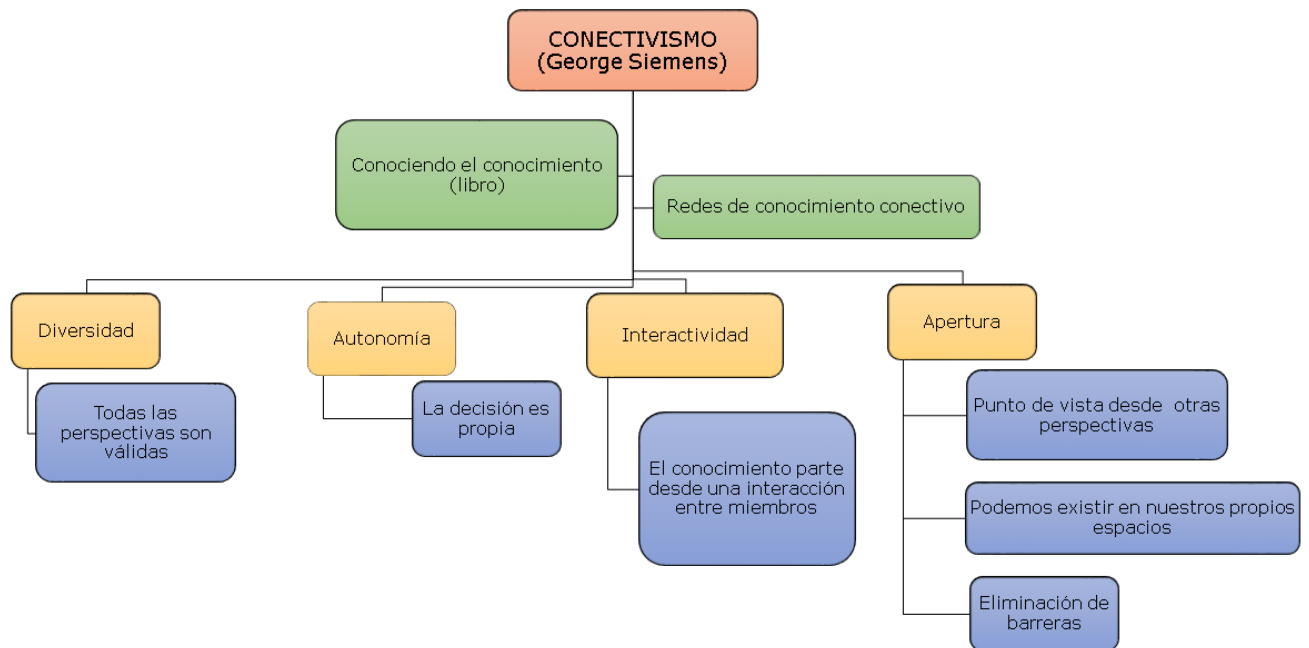 CONECTIVISMO
(George Siemens)
Conociendo el conocimiento
(libro)
Redes de conocimiento conectivo
Diversidad
Todas las
perspectivas son
válidas
Autonomía
La decisión es
propia
Interactividad
El conocimiento parte
desde una interacción
entre miembros
Apertura
Punto de vista desde otras
perspectivas
Podemos existir en nuestros propios
espacios
Eliminación de
barreras